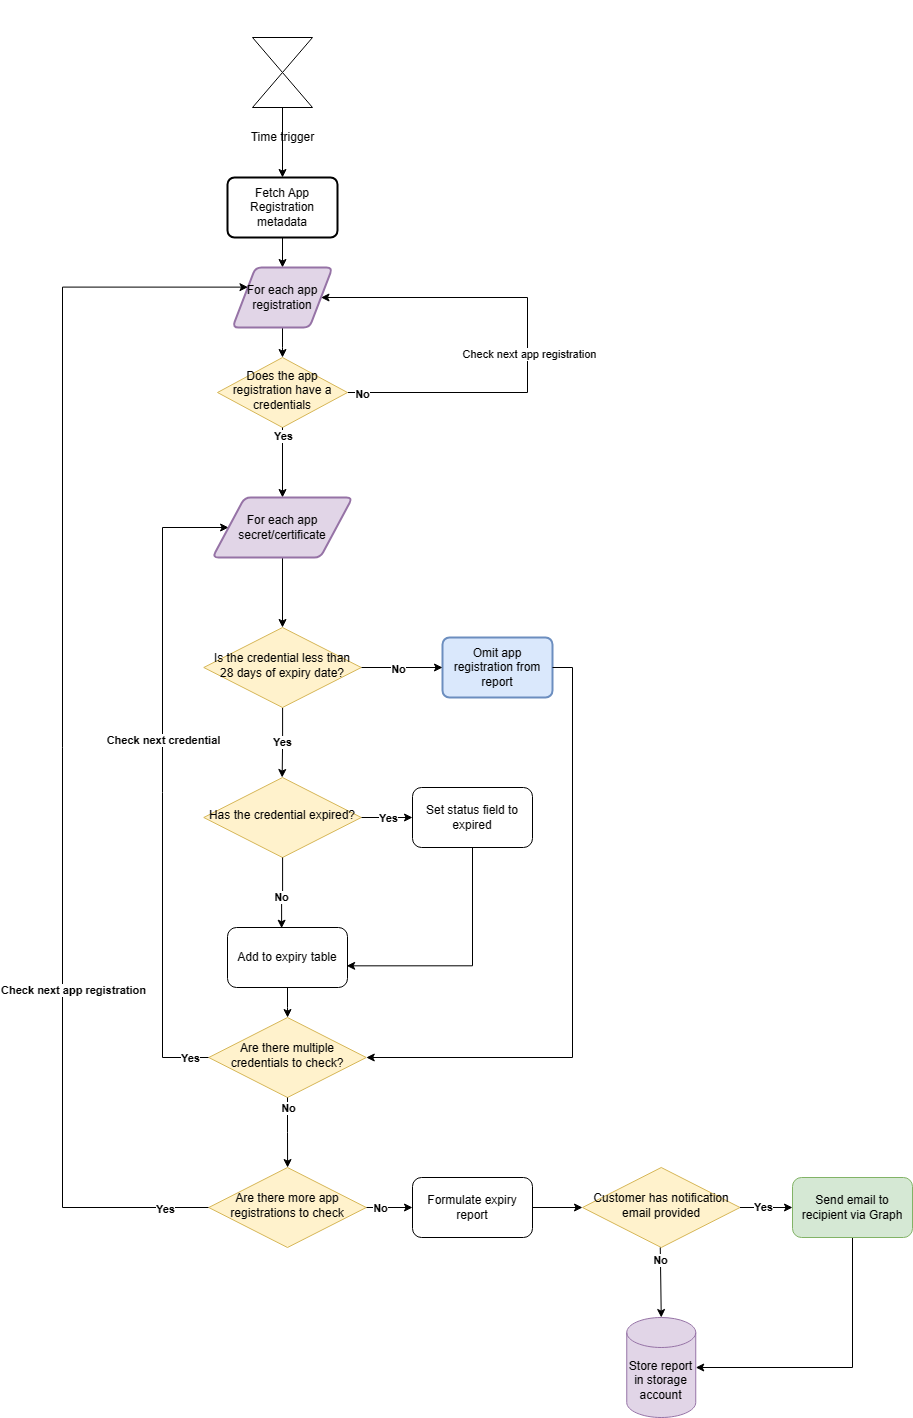 Time trigger
Fetch App
Registration
metadata
For each app
registration
Check next app registration
Does the app
registration have a
credentials
No
Yes
For each app
secret/certificate
Is the credential less than
28 days of expiry date?
No
Omit app
registration from
report
Check next credential
Yes
Has the credential expired?
Yes
Set status field to
expired
No
Add to expiry table
Check next app registration
Are there multiple
credentials to check?
Yes
No
Are there more app
registrations to check
Yes
No
Formulate expiry
report
Customer has notification
email provided
Yes
Send email to
recipient via Graph
No
Store report
in storage
account